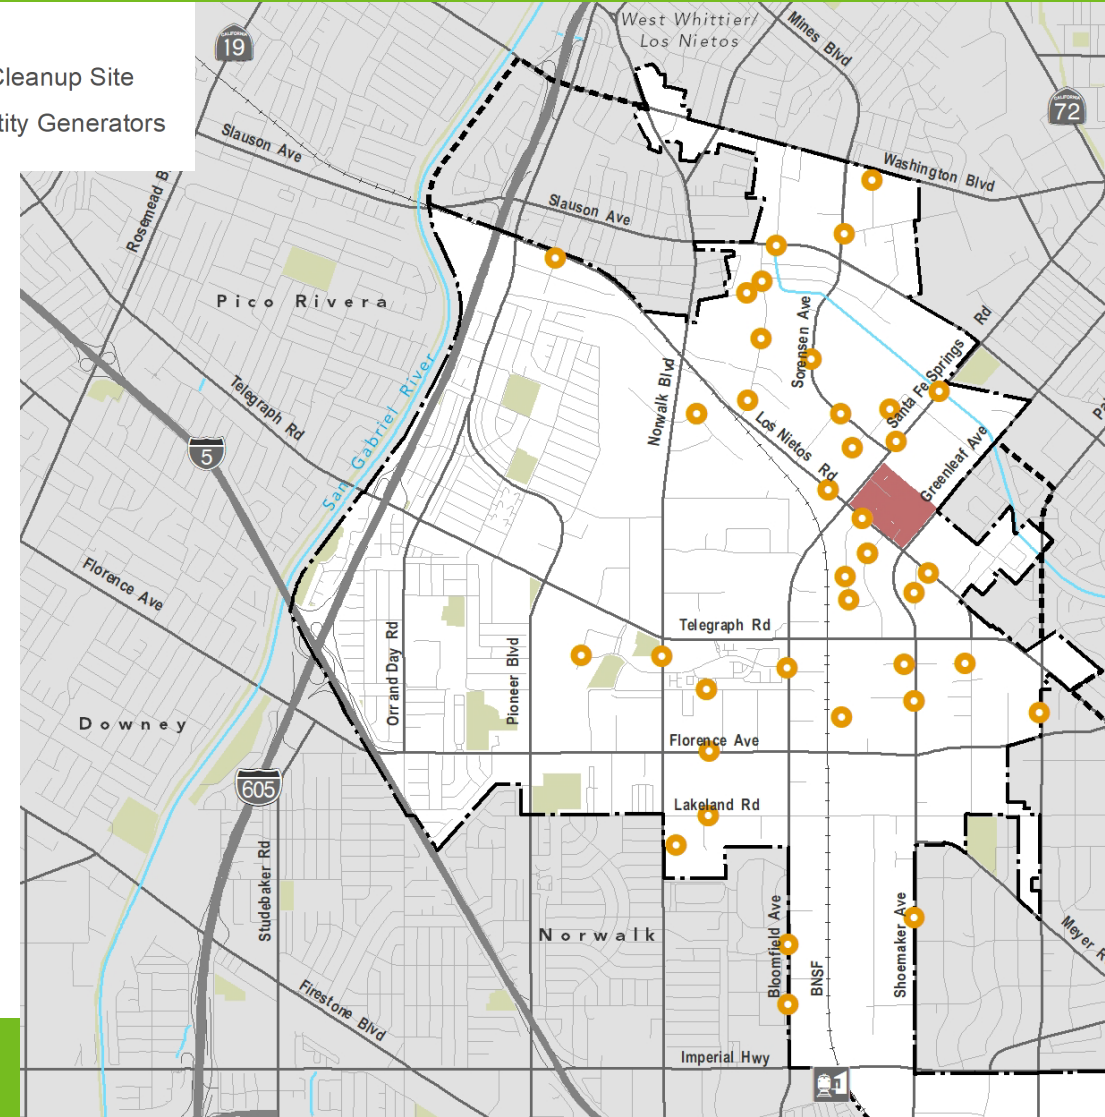 West Whittier/
Los Nietos
Mines Blvd
CALIFORNIA
19
Cleanup Site
CALIFORNIA
72
tity Generators
Slauson Ave
Washington Blvd
Rosemead B
Slauson Ave
Pico Rivera
Rd
Sorensen Ave
Santa Fe Springs
San Gabriel River
Telegraph Rd
Norwalk Blvd
Los Nietos Rd
Greenleaf Ave
5
Florence Ave
Telegraph Rd
Orr and Day Rd
Pioneer Blvd
Downey
Florence Ave
605
Lakeland Rd
Studebaker Rd
Norwalk
Bloomfield Ave
BNSF
Shoemaker Ave
Meyer R
Firestone Blvd
Imperial Hwy